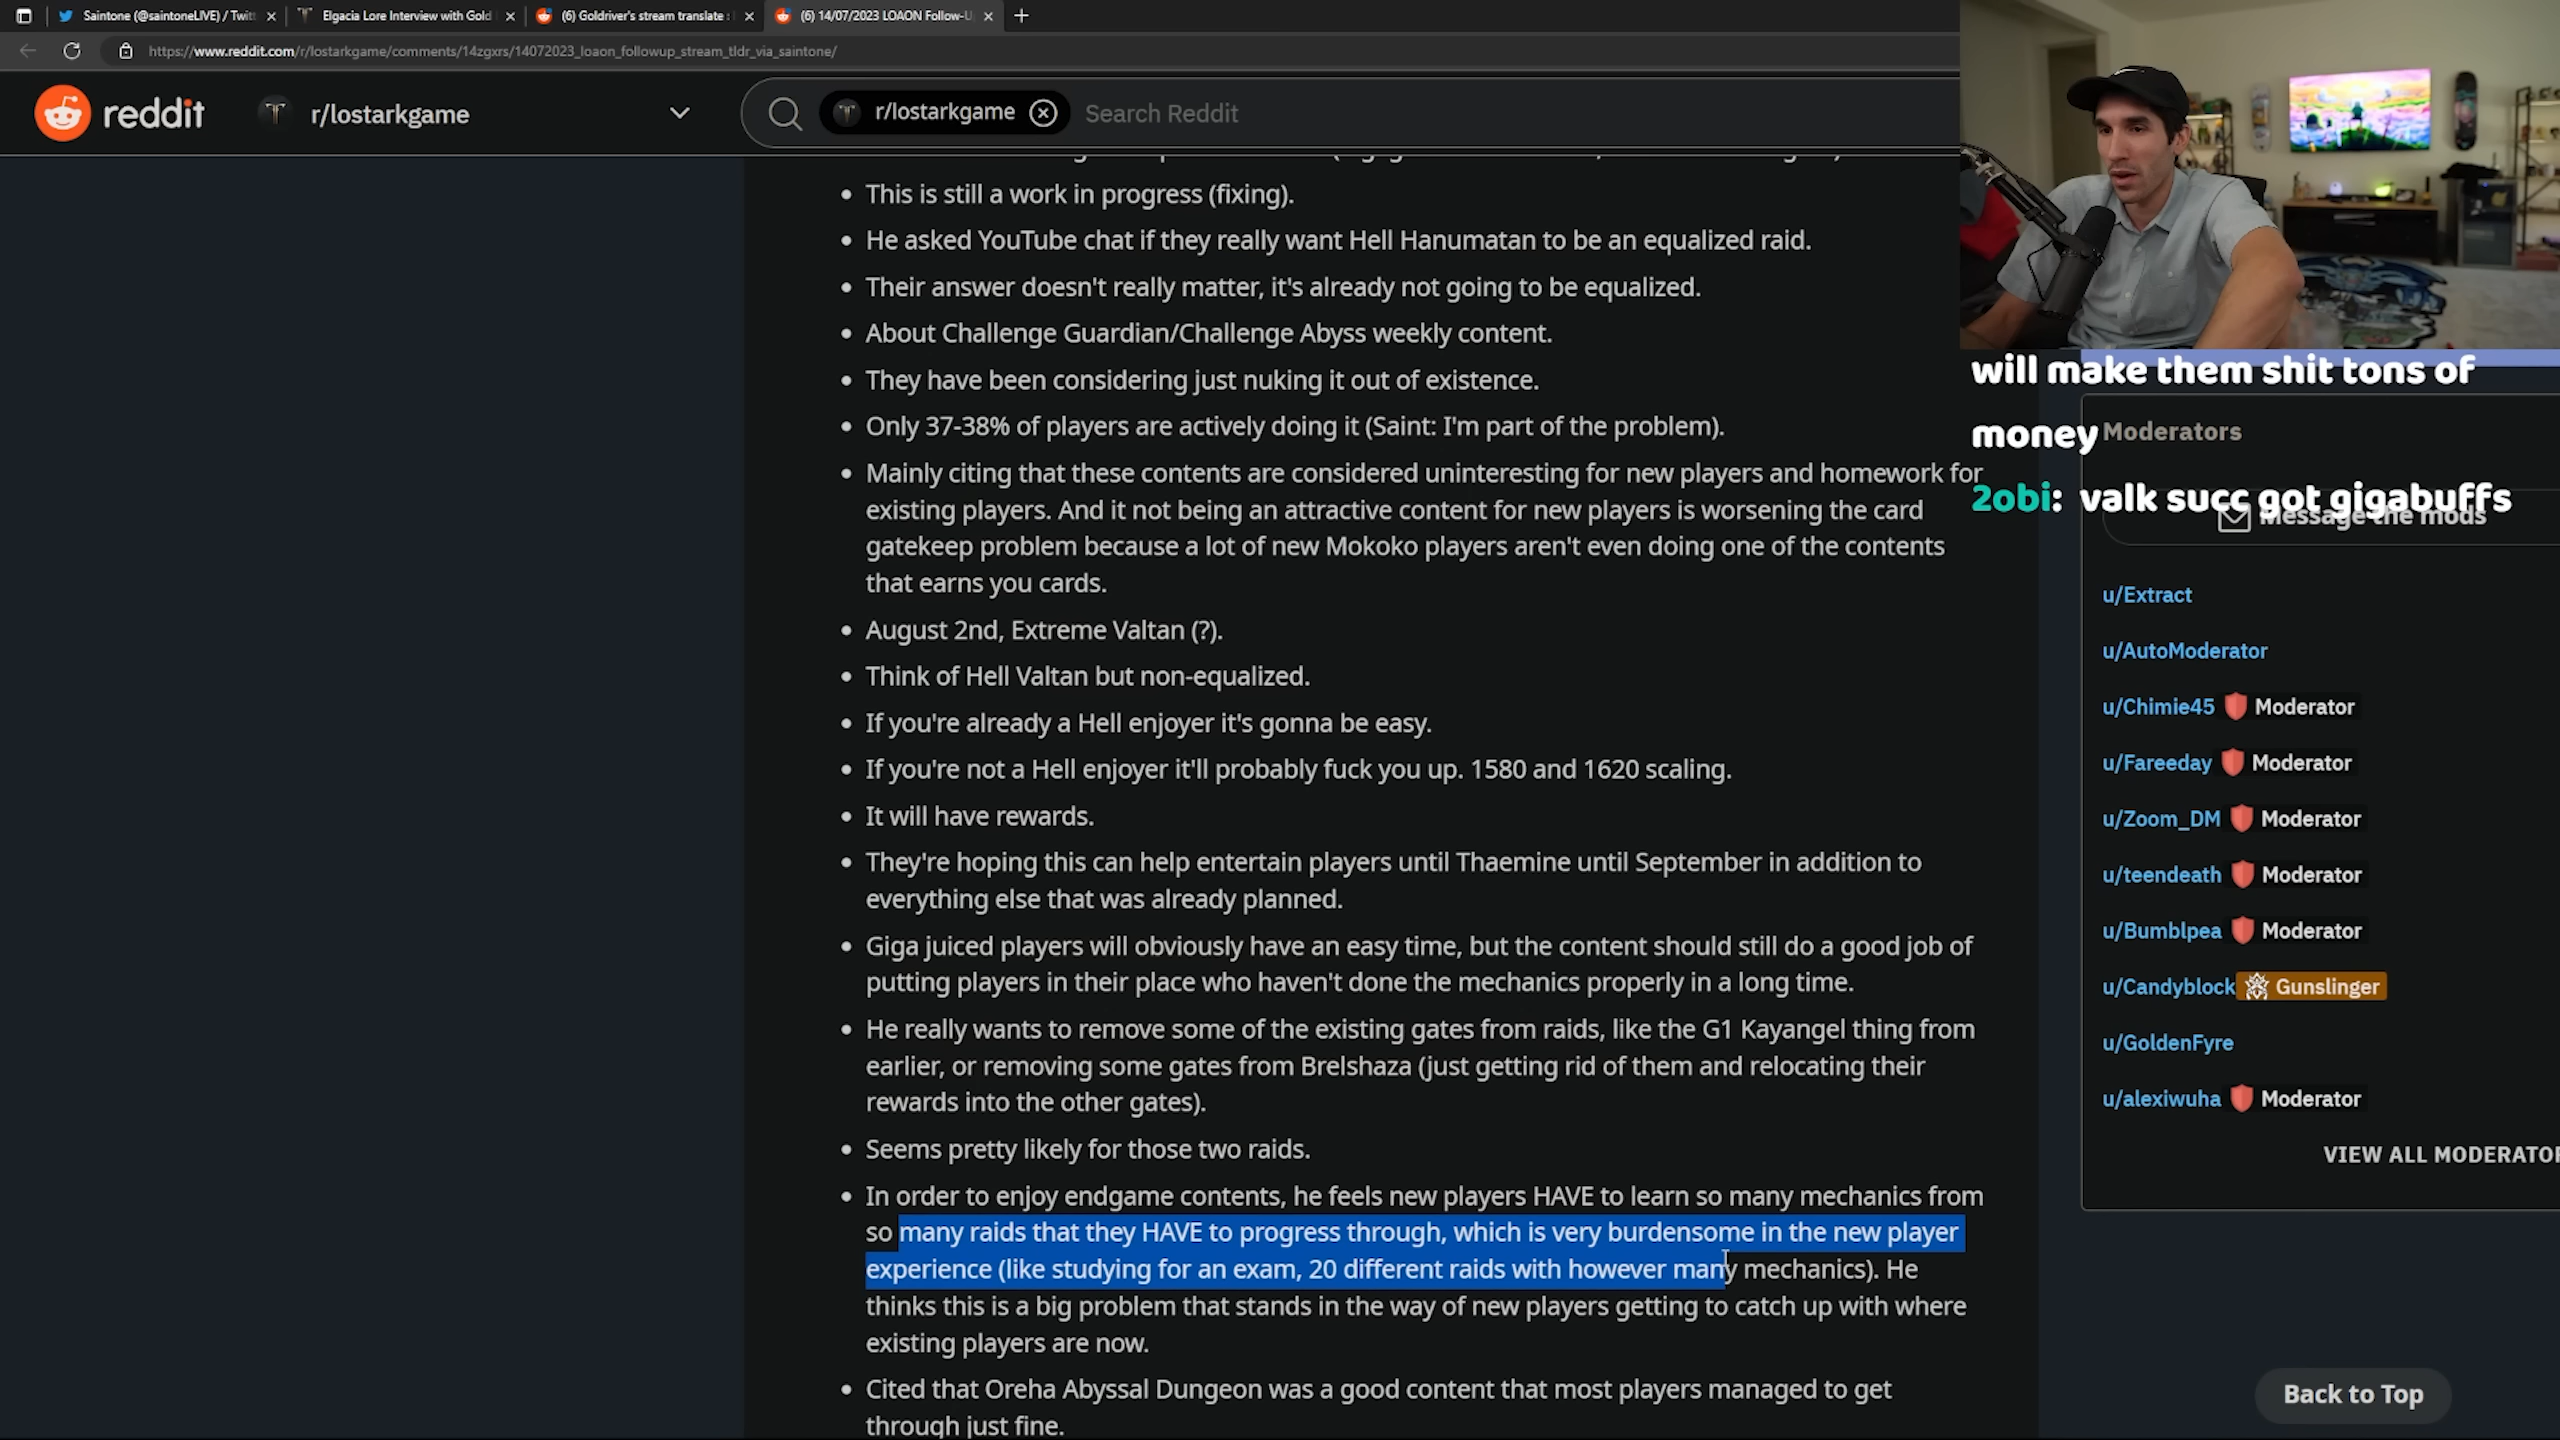 Saintone (@saintoneLIVE) / Twitt
Elgacia Lore Interview with Gold
(6) Goldriver's stream translate :
(6) 14/07/2023 LOAON Follow-U
https://www.reddit.com/r/lostarkgame/comments/14zgxrs/14072023_loaon_followup_stream_tldr_via_saintone/
reddit
r/lostarkgame
r/lostarkgame
Search Reddit
• This is still a work in progress (fixing).
• He asked YouTube chat if they really want Hell Hanumatan to be an equalized raid.
• Their answer doesn't really matter, it's already not going to be equalized.
• About Challenge Guardian/Challenge Abyss weekly content.
• They have been considering just nuking it out of existence.
• Only 37-38% of players are actively doing it (Saint: I'm part of the problem).
• Mainly citing that these contents are considered uninteresting for new players and homework for
existing players. And it not being an attractive content for new players is worsening the card
gatekeep problem because a lot of new Mokoko players aren't even doing one of the contents
that earns you cards.
• August 2nd, Extreme Valtan (?).
• Think of Hell Valtan but non-equalized.
• If you're already a Hell enjoyer it's gonna be easy.
• If you're not a Hell enjoyer it'll probably fuck you up. 1580 and 1620 scaling.
• It will have rewards.
• They're hoping this can help entertain players until Thaemine until September in addition to
everything else that was already planned.
• Giga juiced players will obviously have an easy time, but the content should still do a good job of
putting players in their place who haven't done the mechanics properly in a long time.
• He really wants to remove some of the existing gates from raids, like the G1 Kayangel thing from
earlier, or removing some gates from Brelshaza (just getting rid of them and relocating their
rewards into the other gates).
• Seems pretty likely for those two raids.
• In order to enjoy endgame contents, he feels new players HAVE to learn so many mechanics from
so many raids that they HAVE to progress through, which is very burdensome in the new player
experience (like studying for an exam, 20 different raids with however many mechanics). He
thinks this is a big problem that stands in the way of new players getting to catch up with where
existing players are now.
• Cited that Oreha Abyssal Dungeon was a good content that most players managed to get
through just fine.
will make them shit tons of
money
2obi: valk succ got gigabuffs
Moderators
Message the mods
u/Extract
u/AutoModerator
u/Chimie45 Moderator
u/Fareeday Moderator
u/Zoom_DM Moderator
u/teendeath Moderator
u/Bumblpea Moderator
u/Candyblock Gunslinger
u/GoldenFyre
u/alexiwuha Moderator
VIEW ALL MODERATO
Back to Top